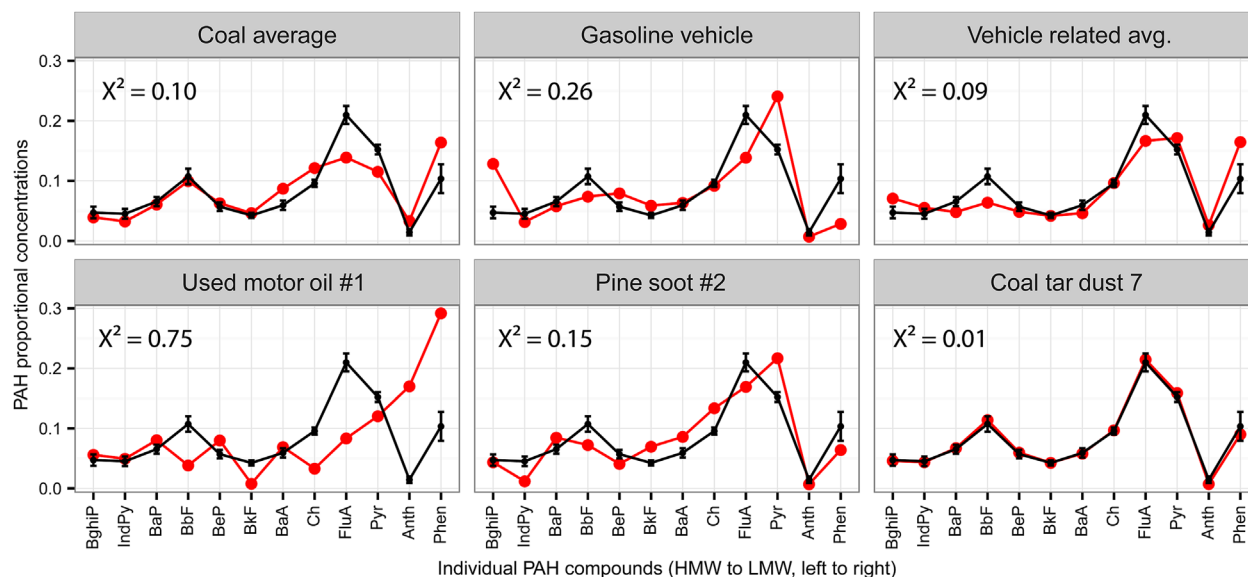 Coal average
Gasoline vehicle
Vehicle related avg.
X² = 0.10
X² = 0.26
X² = 0.09
0.3
0.2
0.1
0.0
Used motor oil #1
Pine soot #2
Coal tar dust 7
X² = 0.75
X² = 0.15
X² = 0.01
0.3
0.2
0.1
0.0
PAH proportional concentrations
BghiP IndPy BaP BbF BeP BkF BaA Ch FluA Pyr Anth Phen
BghiP IndPy BaP BbF BeP BkF BaA Ch FluA Pyr Anth Phen
BghiP IndPy BaP BbF BeP BkF BaA Ch FluA Pyr Anth Phen
Individual PAH compounds (HMW to LMW, left to right)